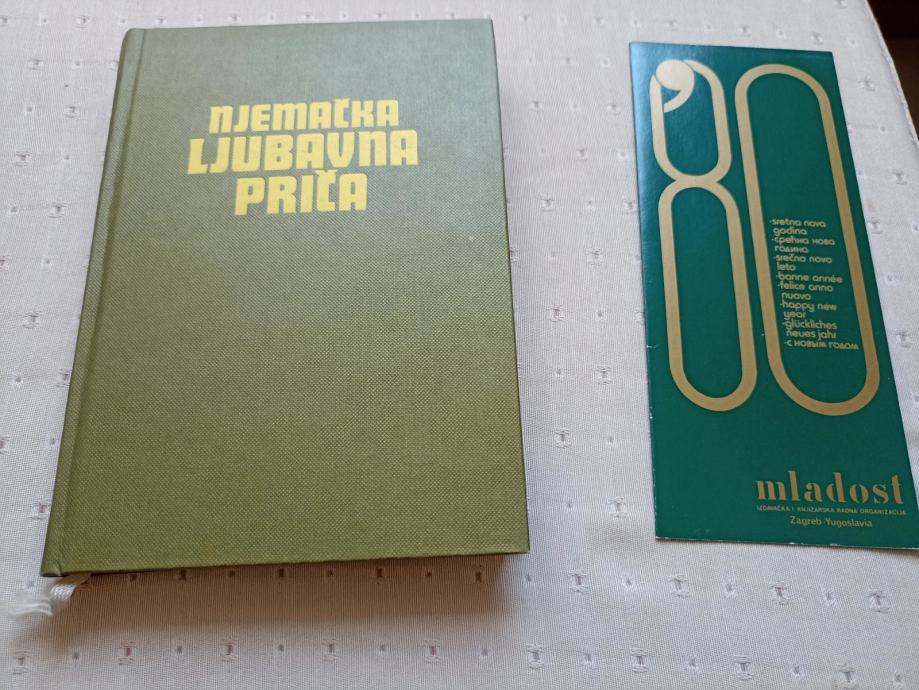 NJEMAČKA
LJUBAVNA
PRIČA
'80
·sretna nova
godina
·срећна нова
година
·srečno novo
leto
·bonne année
·felice anno
nuovo
·happy new
year
·glückliches
neues jahr
·с новым годом
mladost
IZDAVAČKA I KNJIŽARSKA RADNA ORGANIZACIJA
Zagreb-Yugoslavia